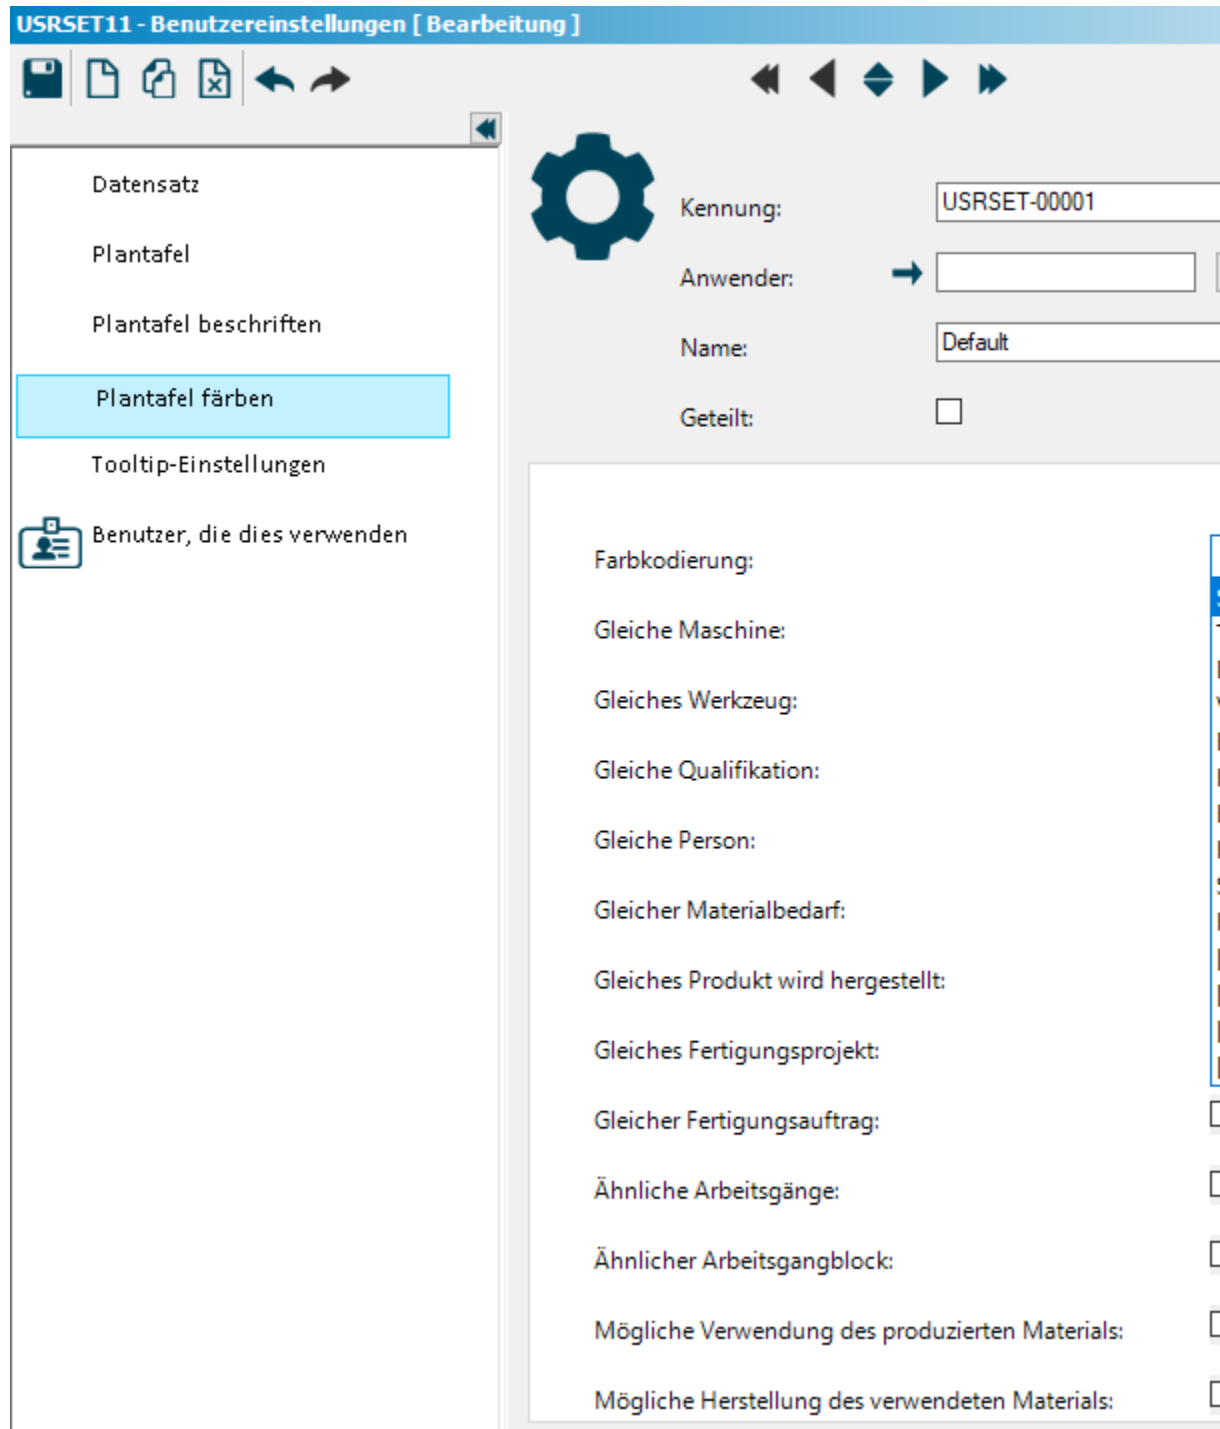 USRSET11 - Benutzereinstellungen [ Bearbeitung ]
Datensatz
Plantafel
Plantafel beschriften
Plantafel färben
Tooltip-Einstellungen
Benutzer, die dies verwenden
Kennung: USRSET-00001
Anwender:
Name: Default
Geteilt:
Farbkodierung:
Gleiche Maschine:
Gleiches Werkzeug:
Gleiche Qualifikation:
Gleiche Person:
Gleicher Materialbedarf:
Gleiches Produkt wird hergestellt:
Gleiches Fertigungsprojekt:
Gleicher Fertigungsauftrag:
Ähnliche Arbeitsgänge:
Ähnlicher Arbeitsgangblock:
Mögliche Verwendung des produzierten Materials:
Mögliche Herstellung des verwendeten Materials: